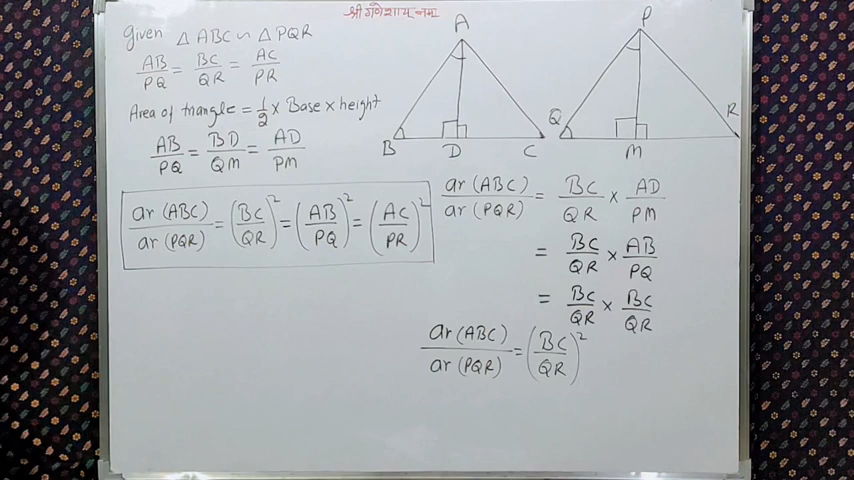 श्री गणेशाय नमः
Given △ ABC ∽ △ PQR
AB/PQ = BC/QR = AC/PR
Area of triangle = 1/2 × Base × height
AB/PQ = BD/QM = AD/PM
ar (ABC)/ar (PQR) = (BC/QR)² = (AB/PQ)² = (AC/PR)²
A
B D C
P
Q M R
ar (ABC)/ar (PQR) = BC/QR × AD/PM
= BC/QR × AB/PQ
= BC/QR × BC/QR
ar (ABC)/ar (PQR) = (BC/QR)²